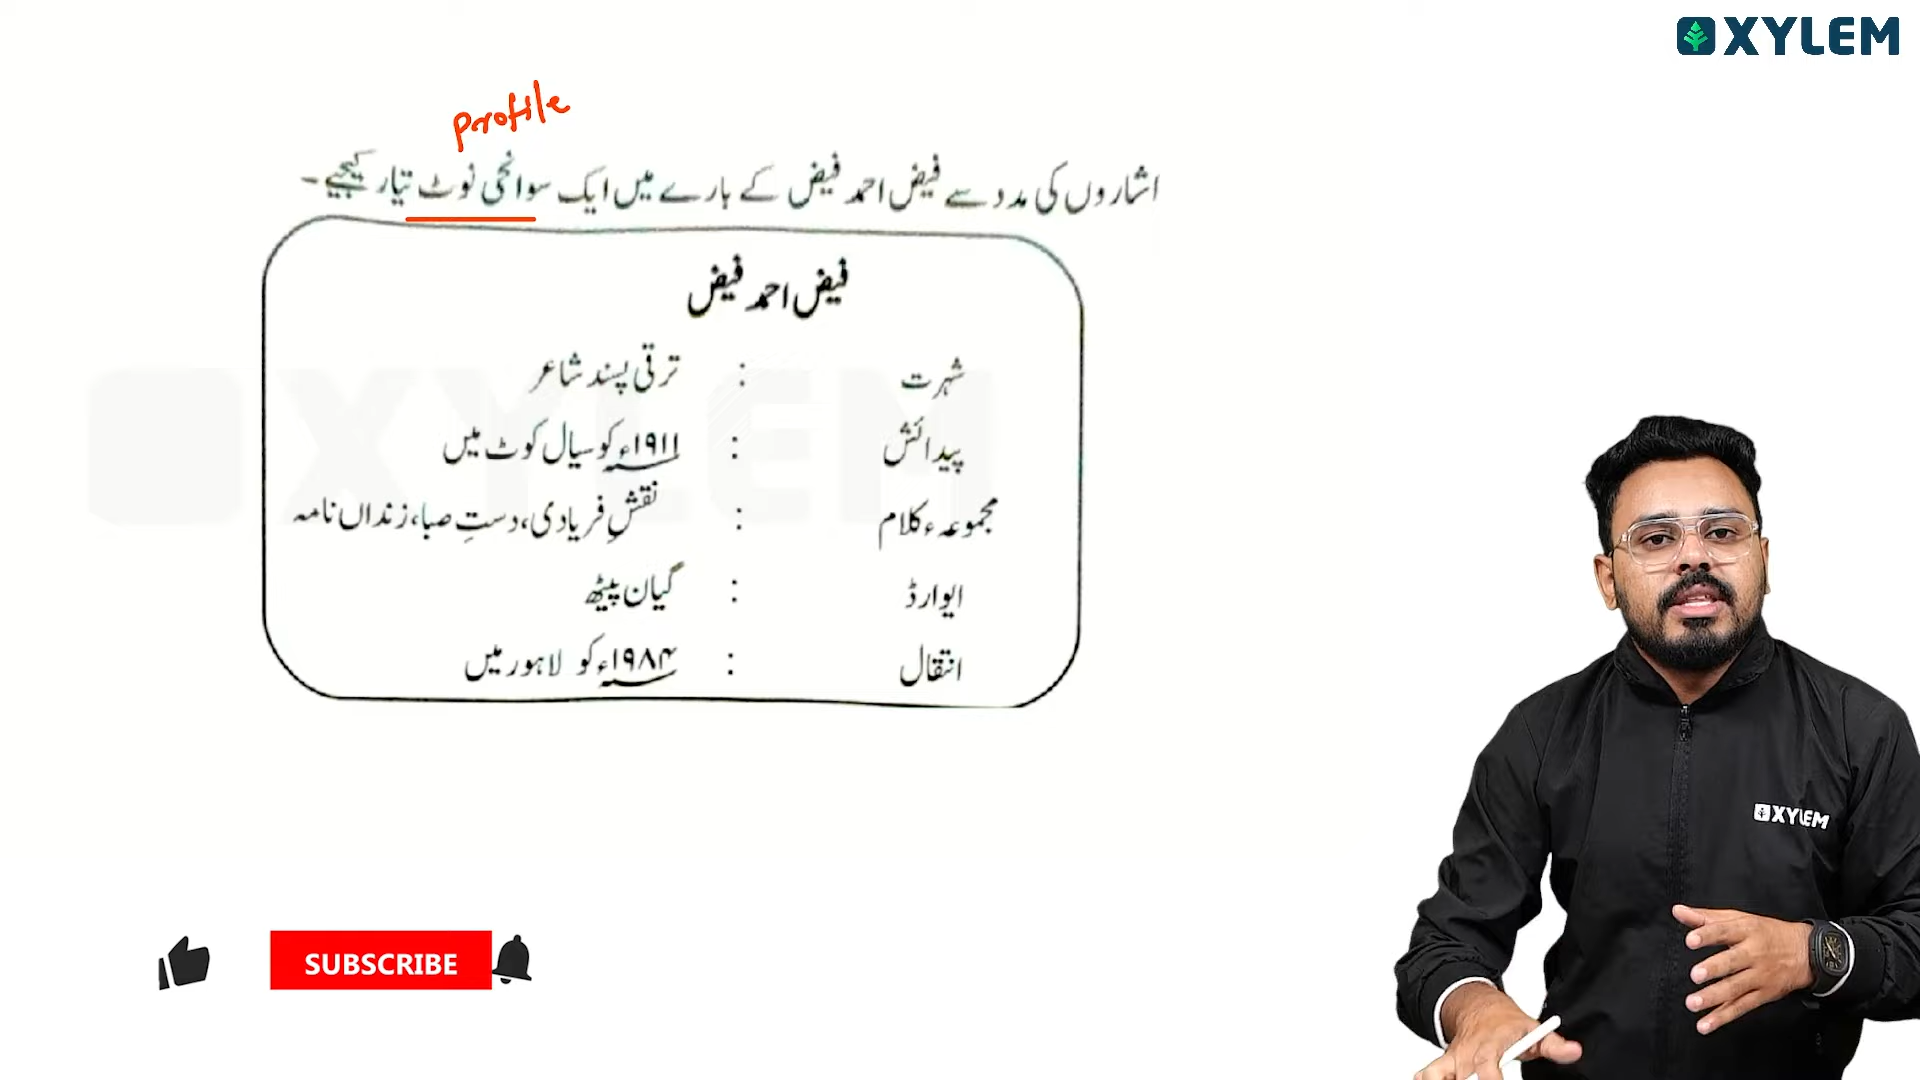 XYLEM
Profile
اشاروں کی مدد سے فیض احمد فیض کے بارے میں ایک سوانحی نوٹ تیار کیجیے۔
فیض احمد فیض
شہرت : ترقی پسند شاعر
پیدائش : ۱۹۱۱ء کو سیال کوٹ میں
مجموعہء کلام : نقشِ فریادی، دستِ صبا، زنداں نامہ
ایوارڈ : گیان پیٹھ
انتقال : ۱۹۸۴ء کو لاہور میں
XYLEM
XYLEM
SUBSCRIBE